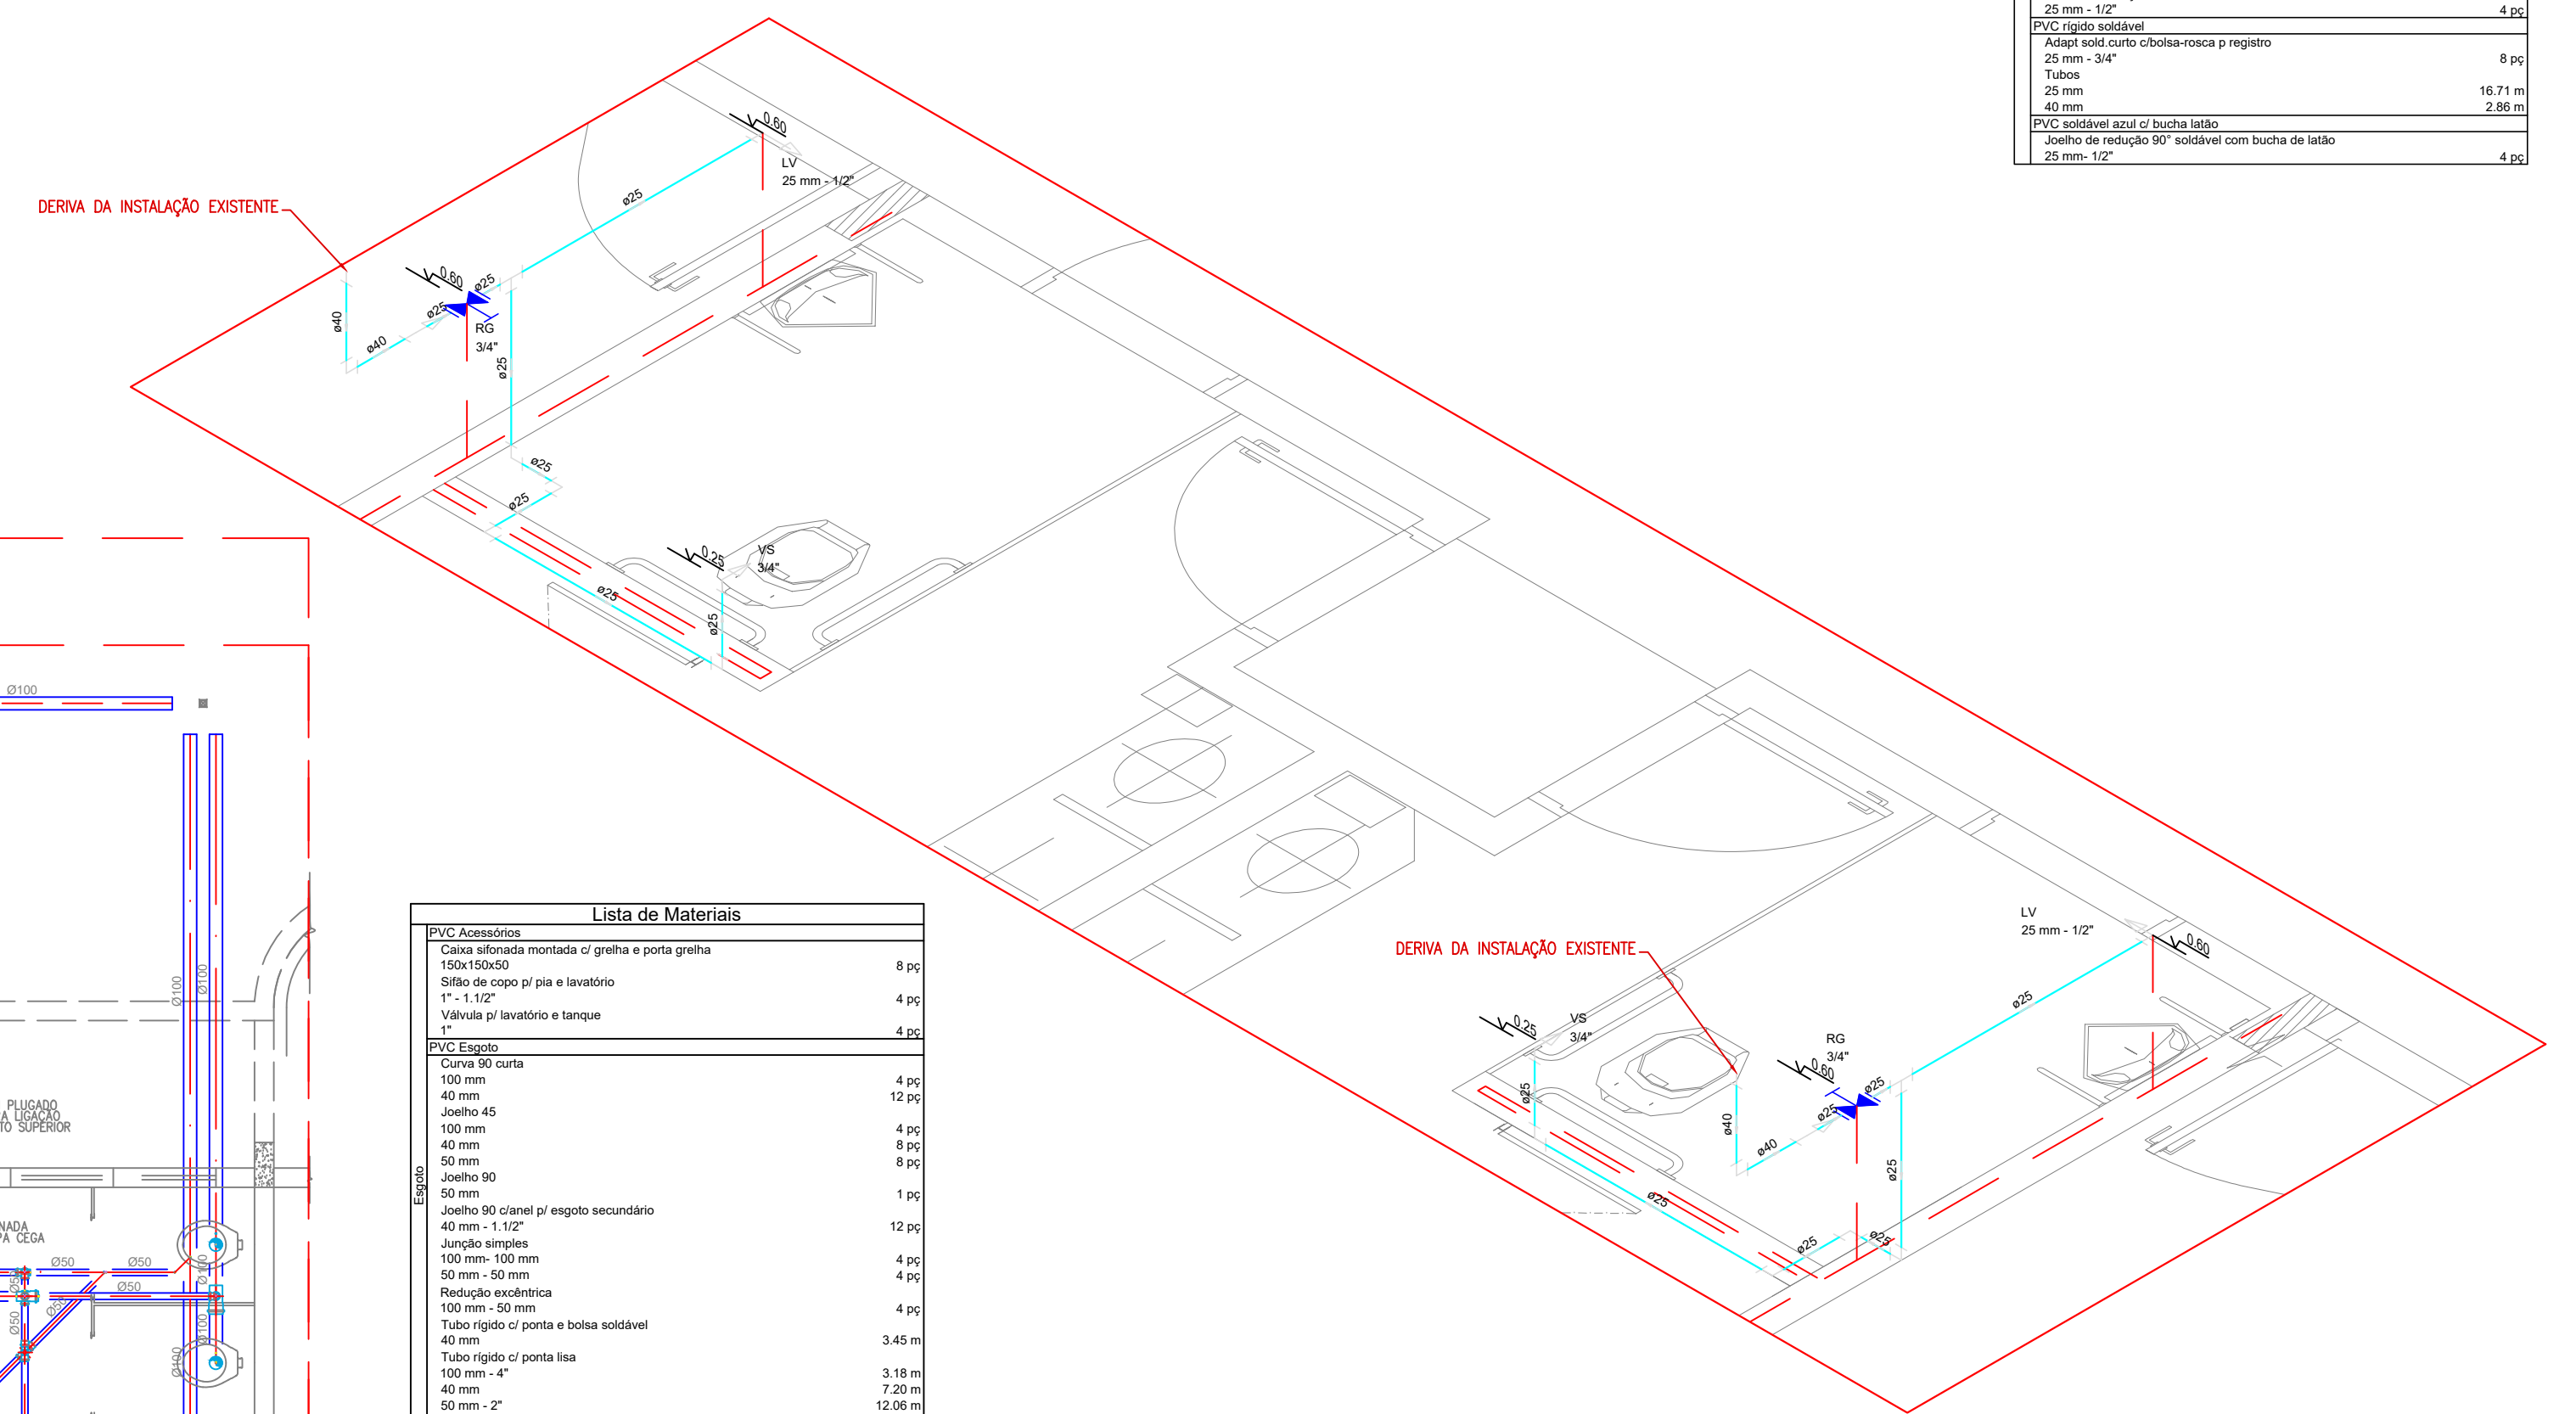 25 mm - 1/2" 4 pç
PVC rígido soldável
Adapt sold.curto c/bolsa-rosca p registro
25 mm - 3/4" 8 pç
Tubos
25 mm 16.71 m
40 mm 2.86 m
PVC soldável azul c/ bucha latão
Joelho de redução 90° soldável com bucha de latão
25 mm- 1/2" 4 pç
0.60
LV
25 mm - 1/2"
ø25
DERIVA DA INSTALAÇÃO EXISTENTE
0.60
ø25
ø25
ø40
ø40
RG
3/4"
ø25
ø25
ø25
0.25
VS
3/4"
ø25
ø25
Ø100
Ø100
Ø100
PLUGADO
A LIGAÇÃO
TO SUPERIOR
NADA
PA CEGA
Ø50
Ø50
Ø50
Ø50
Ø50
Ø50
Ø100
Ø100
Ø100
Lista de Materiais
Esgoto
PVC Acessórios
Caixa sifonada montada c/ grelha e porta grelha
150x150x50 8 pç
Sifão de copo p/ pia e lavatório
1" - 1.1/2" 4 pç
Válvula p/ lavatório e tanque
1" 4 pç
PVC Esgoto
Curva 90 curta
100 mm 4 pç
40 mm 12 pç
Joelho 45
100 mm 4 pç
40 mm 8 pç
50 mm 8 pç
Joelho 90
50 mm 1 pç
Joelho 90 c/anel p/ esgoto secundário
40 mm - 1.1/2" 12 pç
Junção simples
100 mm- 100 mm 4 pç
50 mm - 50 mm 4 pç
Redução excêntrica
100 mm - 50 mm 4 pç
Tubo rígido c/ ponta e bolsa soldável
40 mm 3.45 m
Tubo rígido c/ ponta lisa
100 mm - 4" 3.18 m
40 mm 7.20 m
50 mm - 2" 12.06 m
DERIVA DA INSTALAÇÃO EXISTENTE
LV
25 mm - 1/2"
0.60
ø25
0.25
VS
3/4"
RG
3/4"
0.60
ø25
ø25
ø25
ø40
ø40
ø25
ø25
ø25
ø25